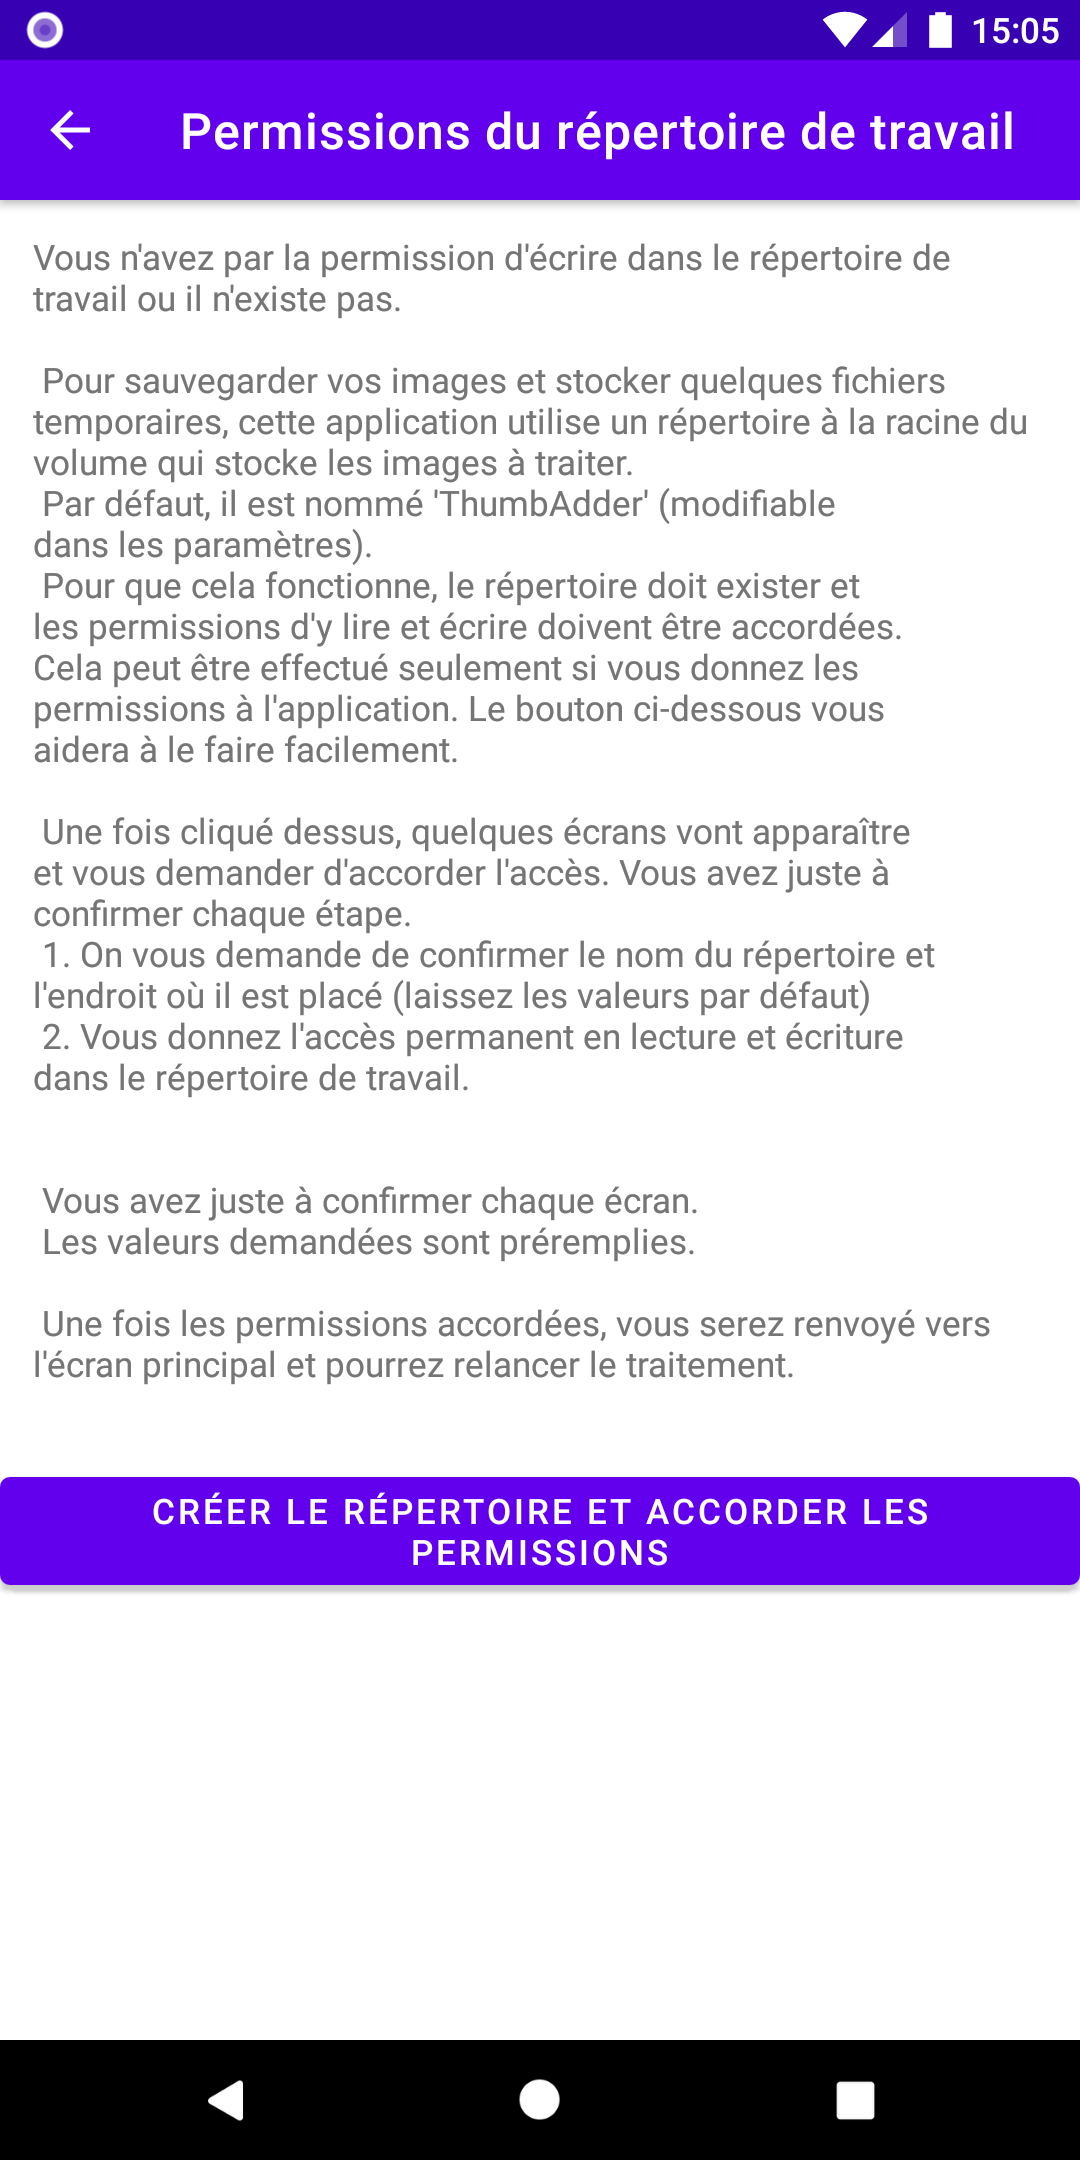 15:05
Permissions du répertoire de travail
Vous n'avez par la permission d'écrire dans le répertoire de
travail ou il n'existe pas.
Pour sauvegarder vos images et stocker quelques fichiers
temporaires, cette application utilise un répertoire à la racine du
volume qui stocke les images à traiter.
Par défaut, il est nommé 'ThumbAdder' (modifiable
dans les paramètres).
Pour que cela fonctionne, le répertoire doit exister et
les permissions d'y lire et écrire doivent être accordées.
Cela peut être effectué seulement si vous donnez les
permissions à l'application. Le bouton ci-dessous vous
aidera à le faire facilement.
Une fois cliqué dessus, quelques écrans vont apparaître
et vous demander d'accorder l'accès. Vous avez juste à
confirmer chaque étape.
1. On vous demande de confirmer le nom du répertoire et
l'endroit où il est placé (laissez les valeurs par défaut)
2. Vous donnez l'accès permanent en lecture et écriture
dans le répertoire de travail.
Vous avez juste à confirmer chaque écran.
Les valeurs demandées sont préremplies.
Une fois les permissions accordées, vous serez renvoyé vers
l'écran principal et pourrez relancer le traitement.
CRÉER LE RÉPERTOIRE ET ACCORDER LES
PERMISSIONS